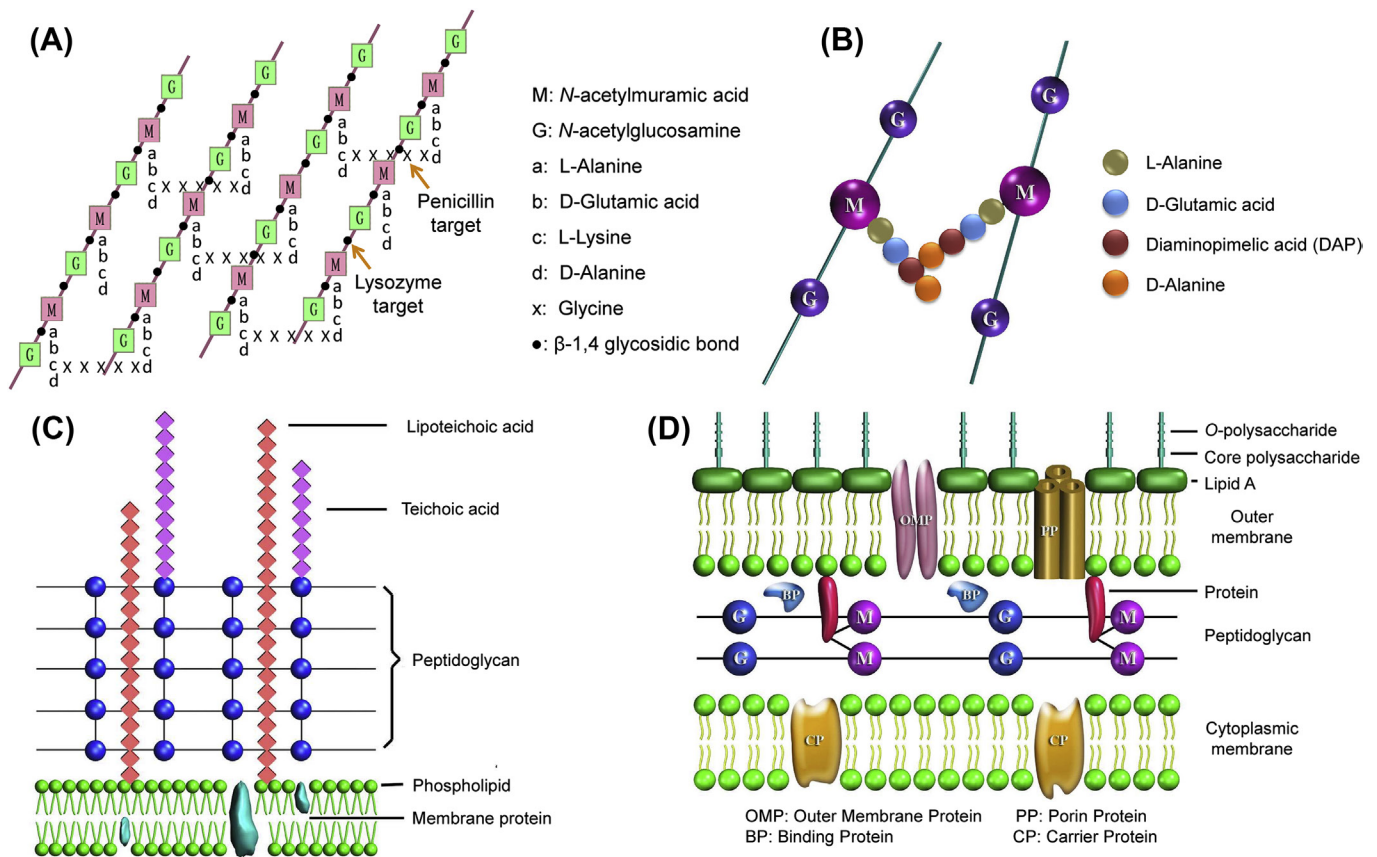 (A)
G G G G
M M M M
a b c d
G G G G
x x x x x
M M M M
a b c d
G G G G
x x x x x
M M M M
a b c d
G G G G
x x x x x
x x x x x
Penicillin
target
Lysozyme
target
M: N-acetylmuramic acid
G: N-acetylglucosamine
a: L-Alanine
b: D-Glutamic acid
c: L-Lysine
d: D-Alanine
x: Glycine
●: β-1,4 glycosidic bond
(B)
G
G
M
M
G
G
L-Alanine
D-Glutamic acid
Diaminopimelic acid (DAP)
D-Alanine
(C)
Lipoteichoic acid
Teichoic acid
Peptidoglycan
Phospholipid
Membrane protein
(D)
O-polysaccharide
Core polysaccharide
Lipid A
Outer
membrane
OMP
PP
BP
BP
Protein
G M G M
Peptidoglycan
G M G M
Cytoplasmic
membrane
CP
CP
OMP: Outer Membrane Protein
PP: Porin Protein
BP: Binding Protein
CP: Carrier Protein